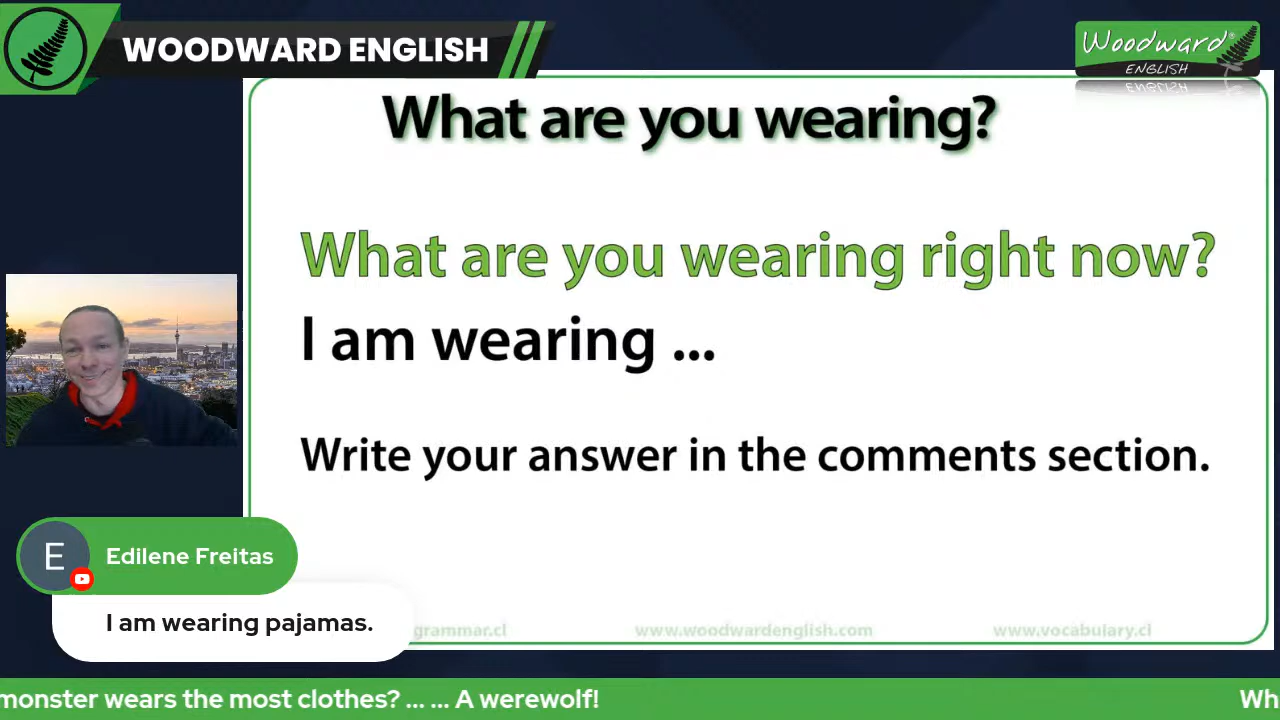 WOODWARD ENGLISH
Woodward®
ENGLISH
What are you wearing?
What are you wearing right now?
I am wearing ...
Write your answer in the comments section.
E
Edilene Freitas
I am wearing pajamas.
grammar.cl
www.woodwardenglish.com
www.vocabulary.cl
monster wears the most clothes? ... ... A werewolf!
Wh